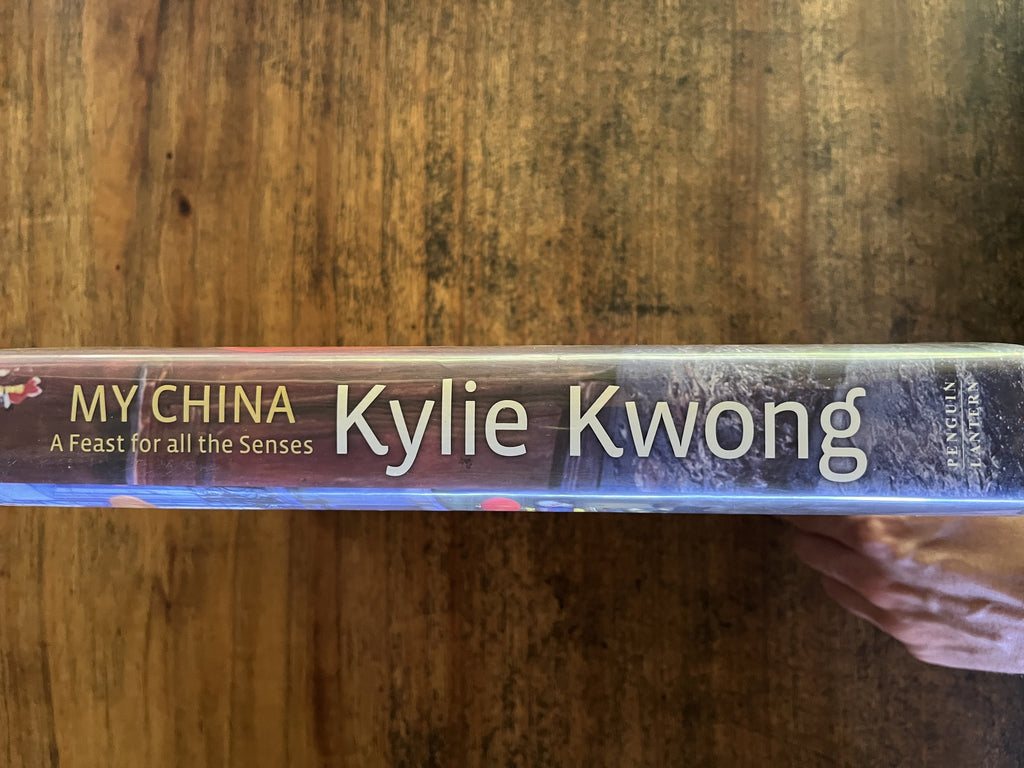 MY CHINA
A Feast for all the Senses
Kylie Kwong
PENGUIN
LANTERN